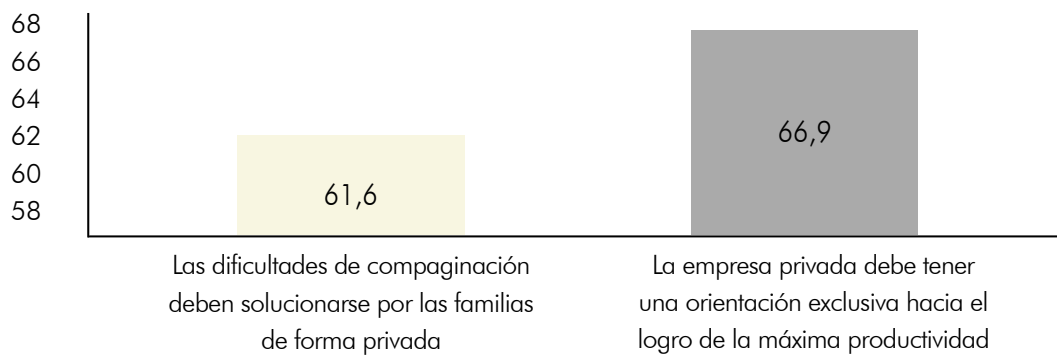 68
66
64
62
60
58
61,6
66,9
Las dificultades de compaginación
deben solucionarse por las familias
de forma privada
La empresa privada debe tener
una orientación exclusiva hacia el
logro de la máxima productividad